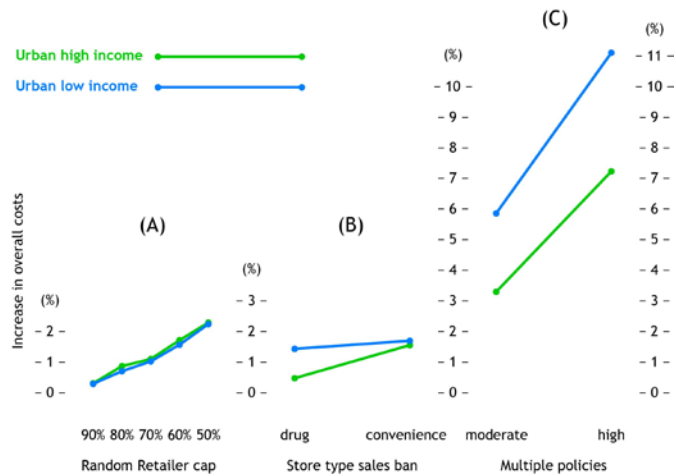 (C)
(%)
Urban high income
(%)
– 11 –
Urban low income
– 10 –
– 10 –
– 9 –
– 9 –
– 8 –
– 8 –
– 7 –
– 7 –
Increase in overall costs
(A)
(B)
– 6 –
– 6 –
– 5 –
– 5 –
– 4 –
– 4 –
(%)
(%)
– 3 –
– 3 –
– 3 –
– 2 –
– 2 –
– 2 –
– 2 –
– 1 –
– 1 –
– 1 –
– 1 –
– 0 –
– 0 –
– 0 –
– 0 –
90% 80% 70% 60% 50%
drug
convenience
moderate
high
Random Retailer cap
Store type sales ban
Multiple policies